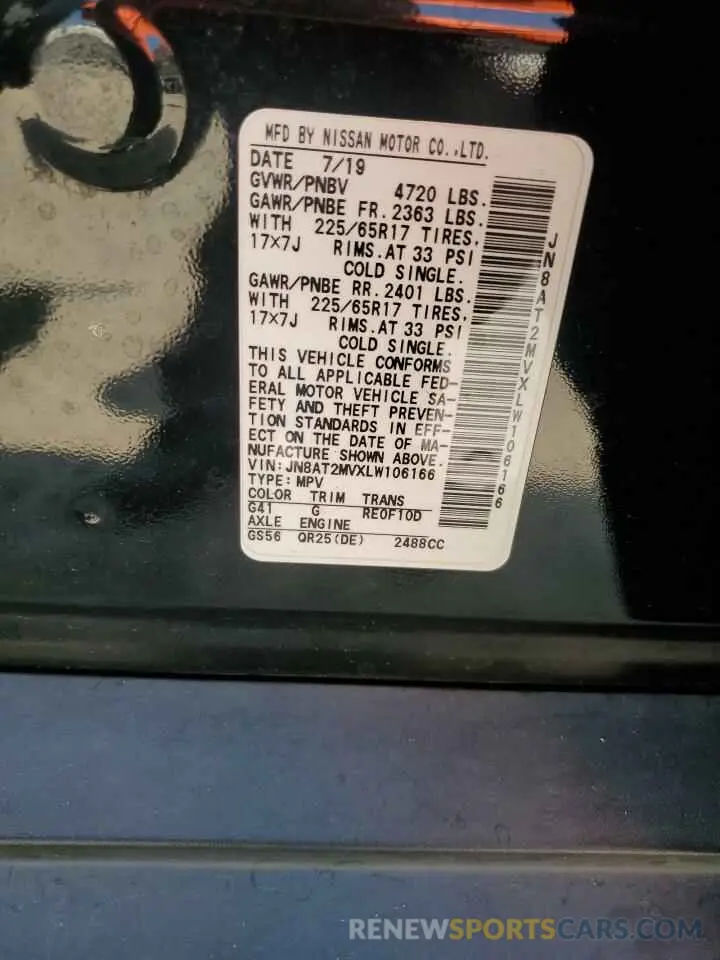 MFD BY NISSAN MOTOR CO.,LTD.
DATE 7/19
GVWR/PNBV 4720 LBS.
GAWR/PNBE FR. 2363 LBS.
WITH 225/65R17 TIRES,
17×7J RIMS.AT 33 PSI
COLD SINGLE.
GAWR/PNBE RR. 2401 LBS.
WITH 225/65R17 TIRES,
17×7J RIMS.AT 33 PSI
COLD SINGLE.
THIS VEHICLE CONFORMS
TO ALL APPLICABLE FED-
ERAL MOTOR VEHICLE SA-
FETY AND THEFT PREVEN-
TION STANDARDS IN EFF-
ECT ON THE DATE OF MA-
NUFACTURE SHOWN ABOVE.
VIN:JN8AT2MVXLW106166
TYPE:MPV
COLOR TRIM TRANS
G41 G RE0F10D
AXLE ENGINE
GS56 QR25(DE) 2488CC
JN8AT2MVXLW106166
RENEWSPORTSCARS.COM